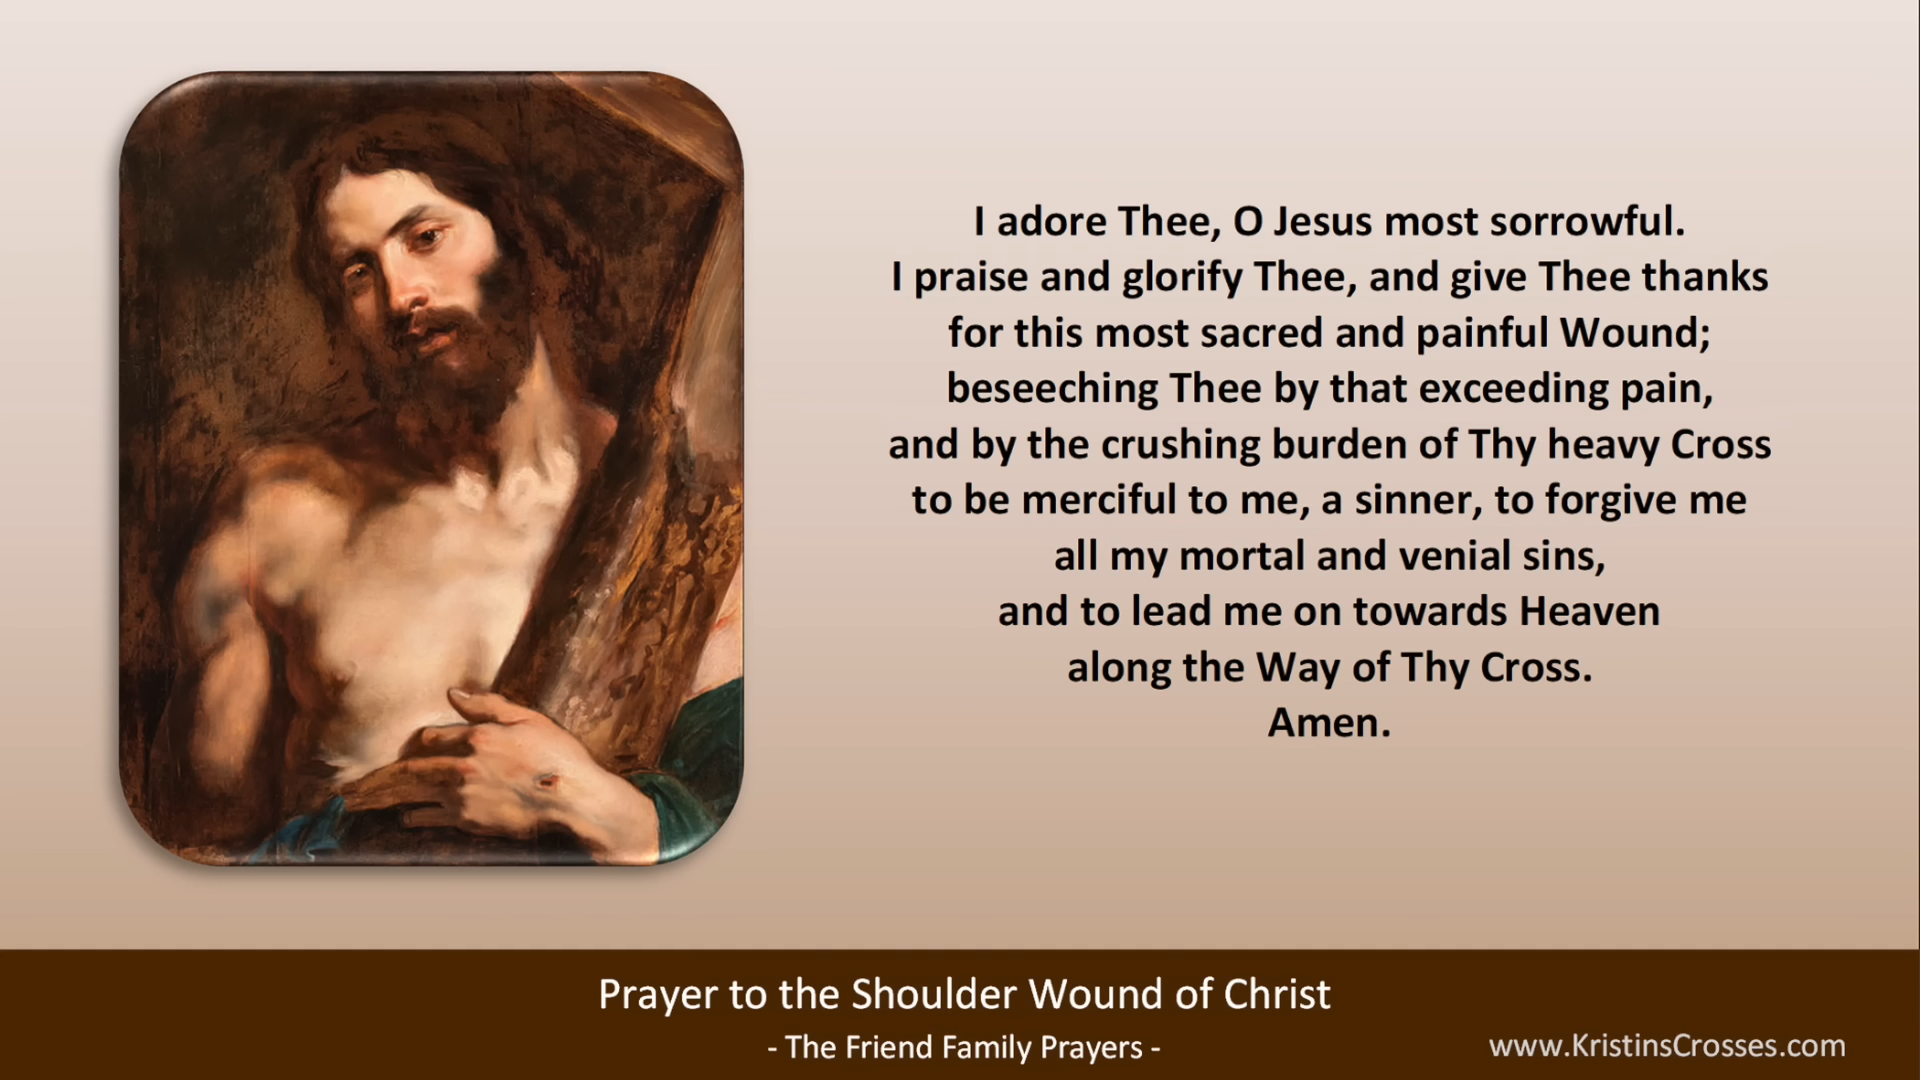 I adore Thee, O Jesus most sorrowful.
I praise and glorify Thee, and give Thee thanks
for this most sacred and painful Wound;
beseeching Thee by that exceeding pain,
and by the crushing burden of Thy heavy Cross
to be merciful to me, a sinner, to forgive me
all my mortal and venial sins,
and to lead me on towards Heaven
along the Way of Thy Cross.
Amen.
Prayer to the Shoulder Wound of Christ
- The Friend Family Prayers -
www.KristinsCrosses.com